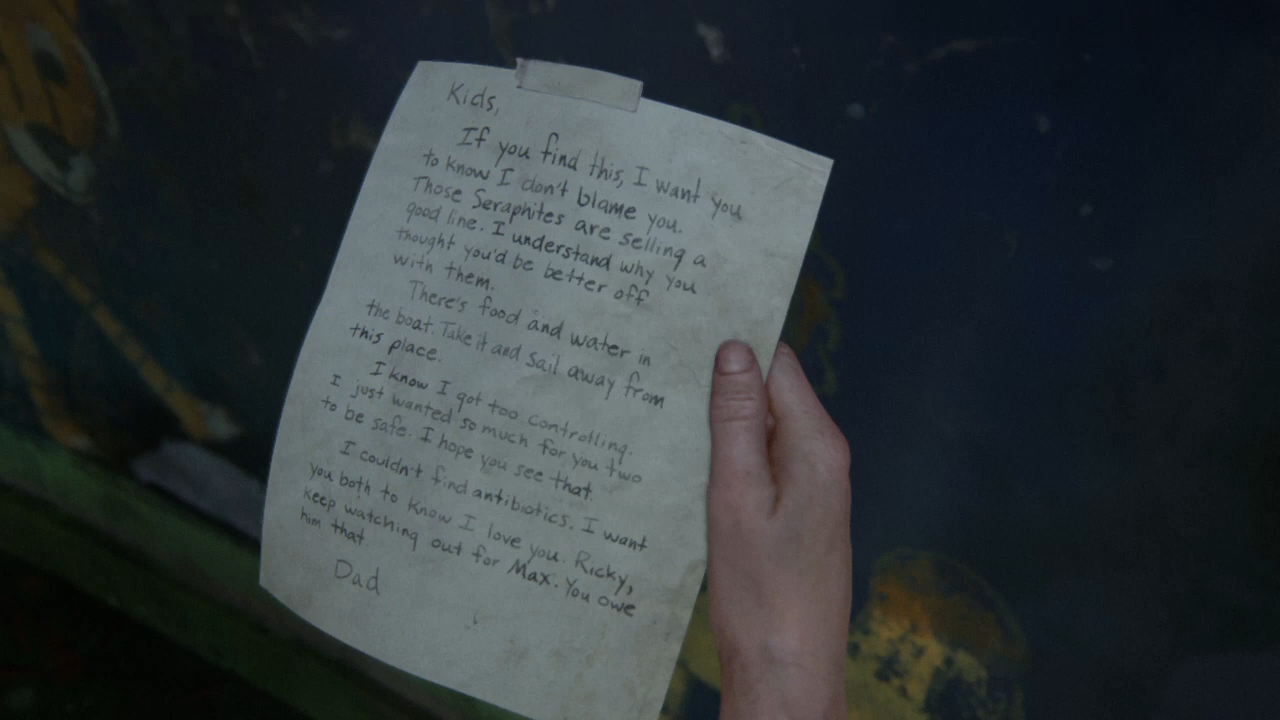 Kids,
If you find this, I want you
to know I don't blame you.
Those Seraphites are selling a
good line. I understand why you
thought you'd be better off
with them.
There's food and water in
the boat. Take it and sail away from
this place.
I know I got too controlling.
I just wanted so much for you two
to be safe. I hope you see that
I couldn't find antibiotics. I want
you both to know I love you. Ricky,
keep watching out for Max. You owe
him that
Dad